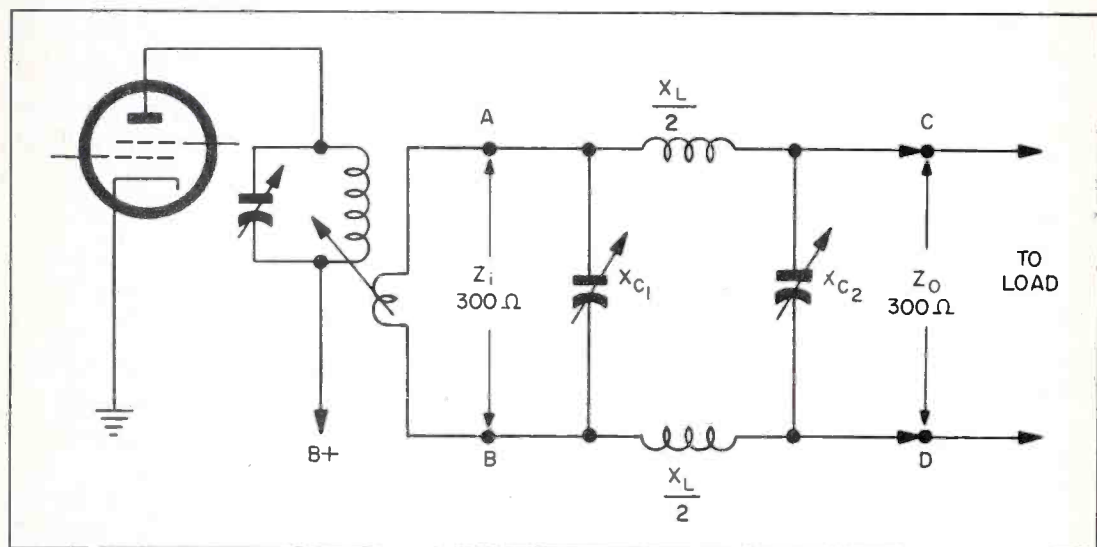 X_L
2
A
C
Z_i
300 Ω
X_C1
X_C2
Z_O
300 Ω
TO
LOAD
B+
B
D
X_L
2